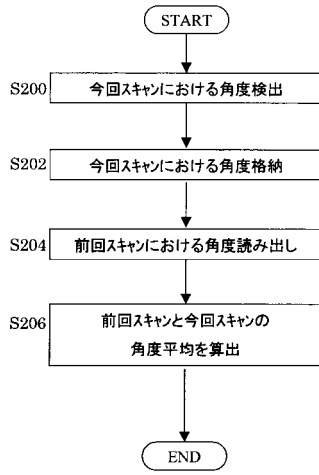 START
S200 今回スキャンにおける角度検出
S202 今回スキャンにおける角度格納
S204 前回スキャンにおける角度読み出し
S206 前回スキャンと今回スキャンの
角度平均を算出
END